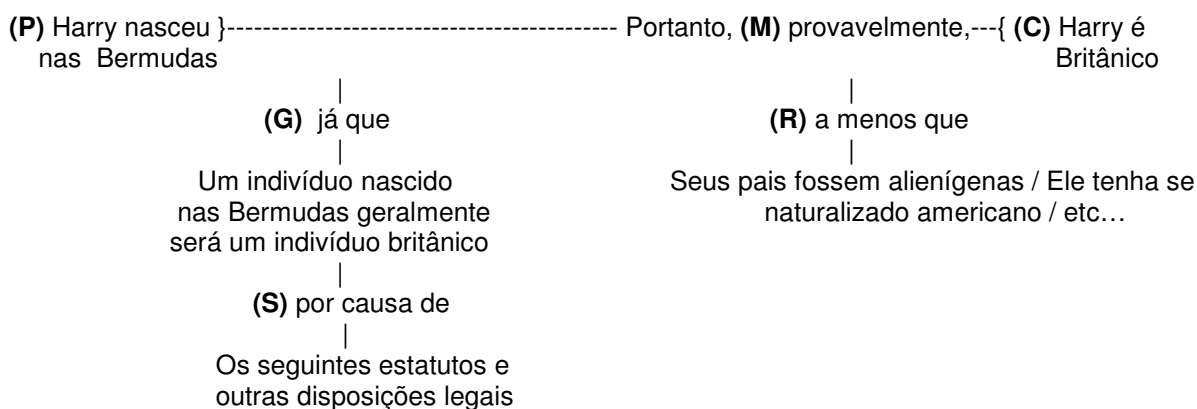 (P) Harry nasceu }-------------------------------------------- Portanto, (M) provavelmente,---{ (C) Harry é
nas Bermudas Britânico
| |
(G) já que (R) a menos que
| |
Um indivíduo nascido Seus pais fossem alienígenas / Ele tenha se
nas Bermudas geralmente naturalizado americano / etc…
será um indivíduo britânico
|
(S) por causa de
|
Os seguintes estatutos e
outras disposições legais